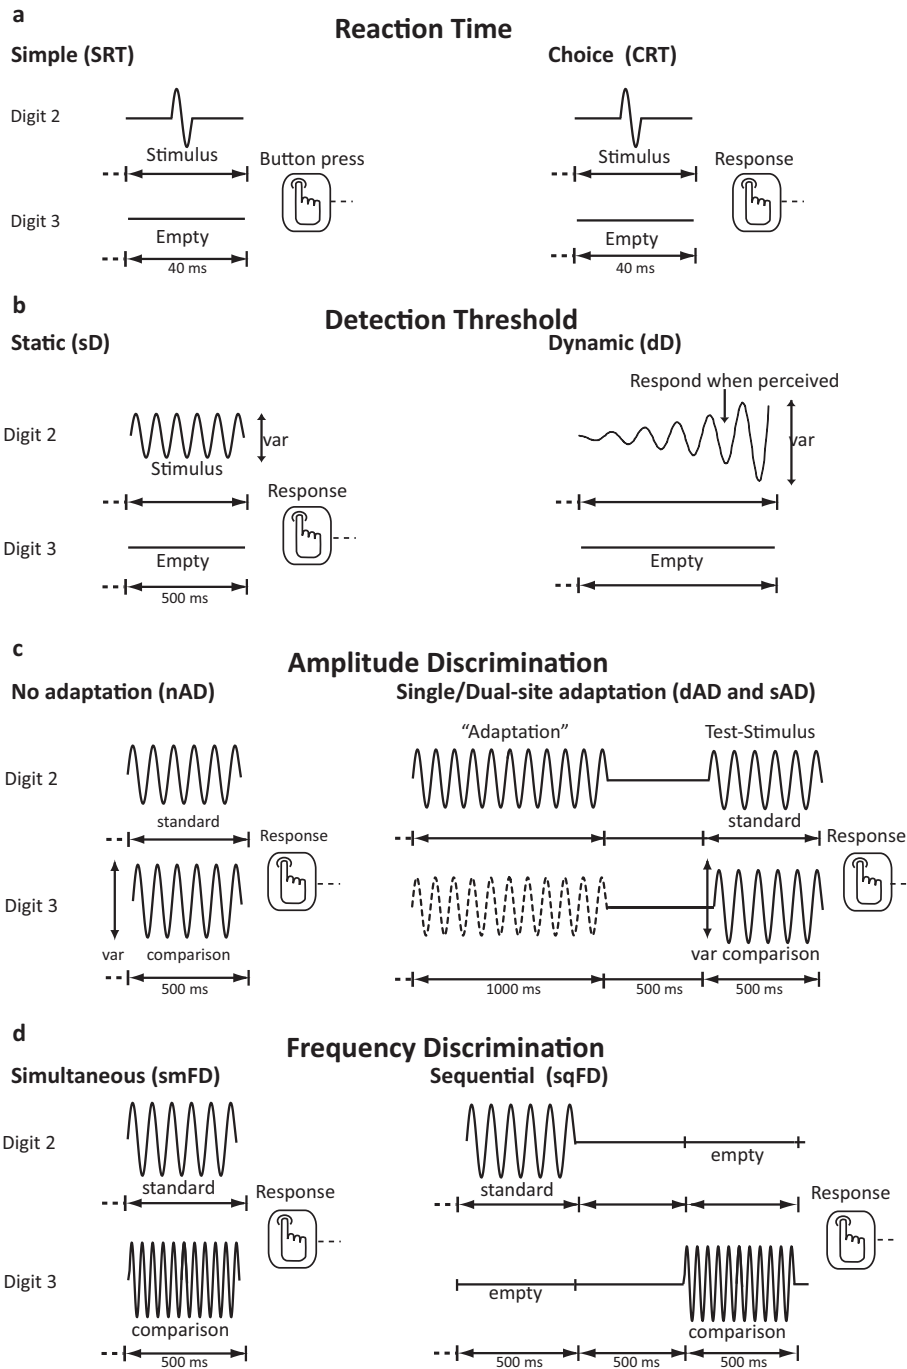 a
Reaction Time
Simple (SRT)
Choice (CRT)
Digit 2
Stimulus
Stimulus
Button press
Response
Digit 3
Empty
Empty
40 ms
40 ms
b
Detection Threshold
Static (sD)
Dynamic (dD)
Respond when perceived
Digit 2
var
var
Stimulus
Response
Digit 3
Empty
Empty
500 ms
c
Amplitude Discrimination
No adaptation (nAD)
Single/Dual-site adaptation (dAD and sAD)
“Adaptation”
Test-Stimulus
Digit 2
standard
standard
Response
Response
Digit 3
var
comparison
var comparison
500 ms
1000 ms
500 ms
500 ms
d
Frequency Discrimination
Simultaneous (smFD)
Sequential (sqFD)
Digit 2
empty
standard
standard
Response
Response
Digit 3
empty
comparison
comparison
500 ms
500 ms
500 ms
500 ms